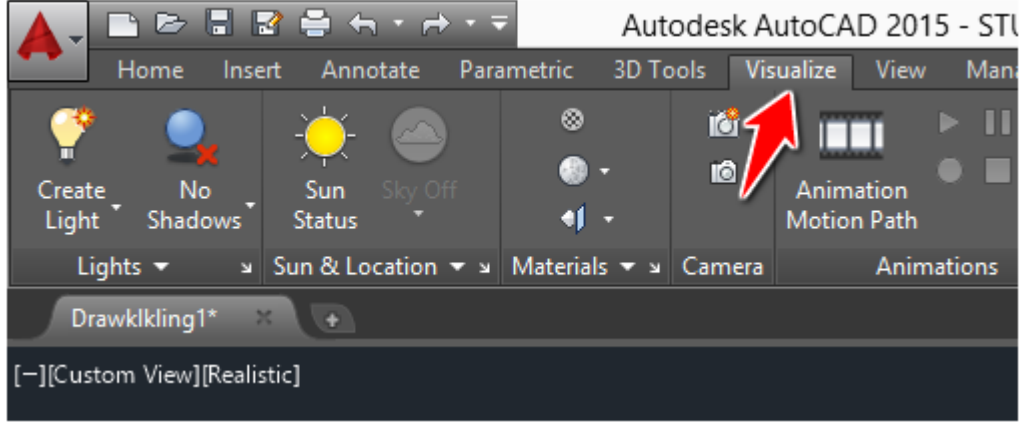 Autodesk AutoCAD 2015 - STU
Home Insert Annotate Parametric 3D Tools Visualize View Mana
Create Light
No Shadows
Sun Status
Sky Off
Animation Motion Path
Lights Sun & Location Materials Camera Animations
Drawklkling1*
[−][Custom View][Realistic]